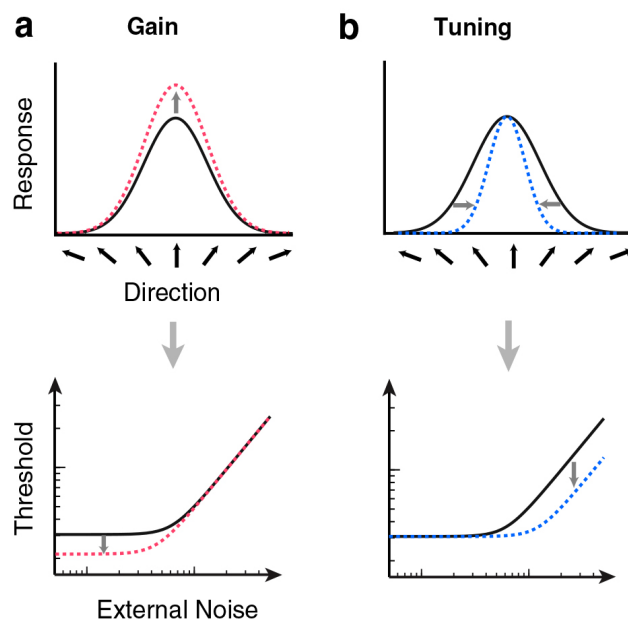 a Gain
b Tuning
Response
Direction
Threshold
External Noise